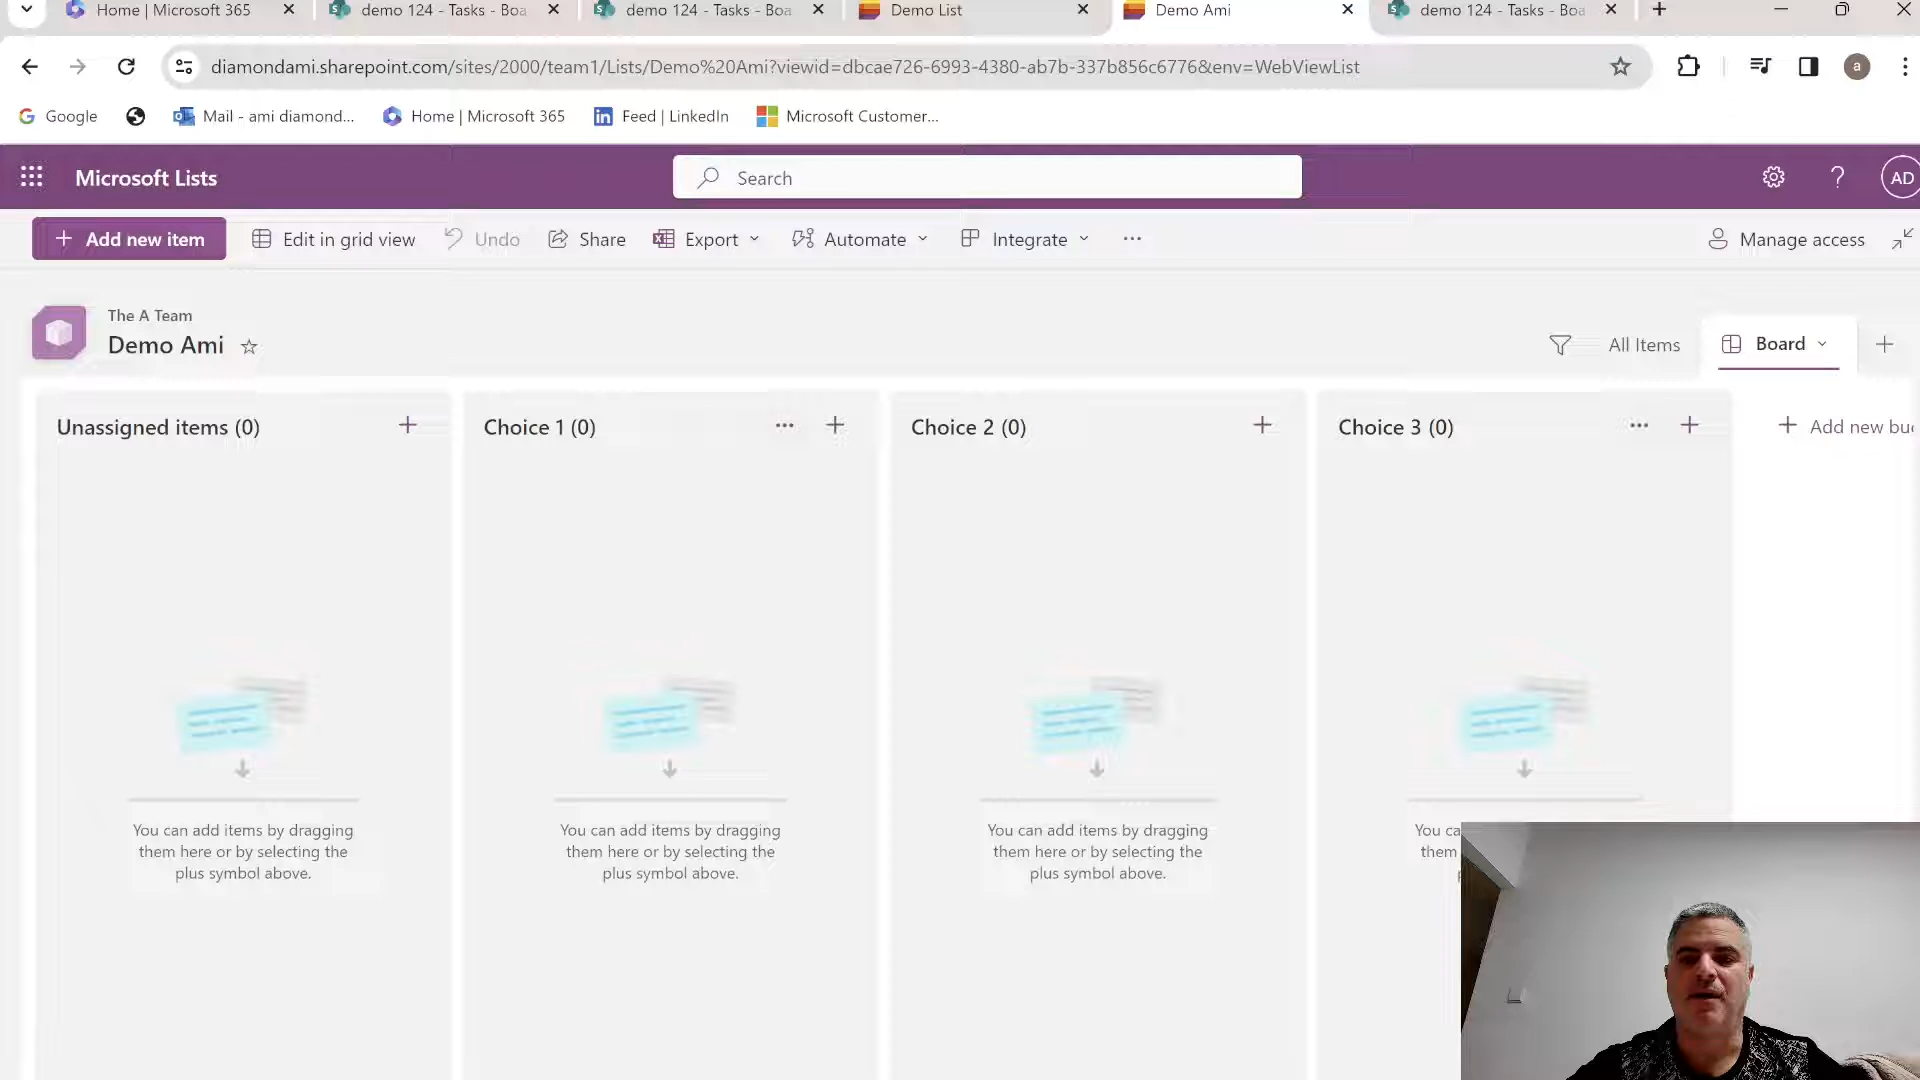 Home | Microsoft 365
demo 124 - Tasks - Boa
demo 124 - Tasks - Boa
Demo List
Demo Ami
demo 124 - Tasks - Boa
diamondami.sharepoint.com/sites/2000/team1/Lists/Demo%20Ami?viewid=dbcae726-6993-4380-ab7b-337b856c6776&env=WebViewList
a
Google
Mail - ami diamond...
Home | Microsoft 365
Feed | LinkedIn
Microsoft Customer...
Microsoft Lists
Search
AD
Add new item
Edit in grid view
Undo
Share
Export
Automate
Integrate
Manage access
The A Team
Demo Ami
All Items
Board
Unassigned items (0)
Choice 1 (0)
Choice 2 (0)
Choice 3 (0)
Add new buc
You can add items by dragging
them here or by selecting the
plus symbol above.
You can add items by dragging
them here or by selecting the
plus symbol above.
You can add items by dragging
them here or by selecting the
plus symbol above.
You ca
them